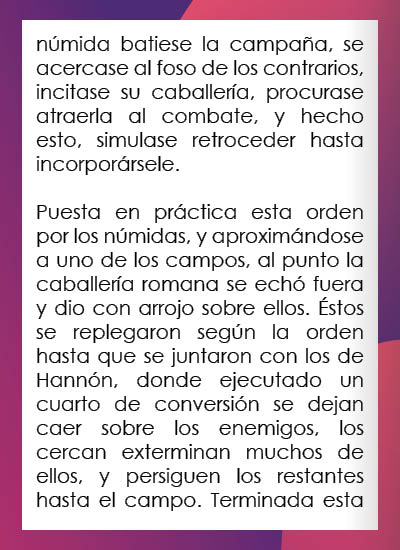 númida batiese la campaña, se
acercase al foso de los contrarios,
incitase su caballería, procurase
atraerla al combate, y hecho
esto, simulase retroceder hasta
incorporársele.
Puesta en práctica esta orden
por los númidas, y aproximándose
a uno de los campos, al punto la
caballería romana se echó fuera
y dio con arrojo sobre ellos. Éstos
se replegaron según la orden
hasta que se juntaron con los de
Hannón, donde ejecutado un
cuarto de conversión se dejan
caer sobre los enemigos, los
cercan exterminan muchos de
ellos, y persiguen los restantes
hasta el campo. Terminada esta